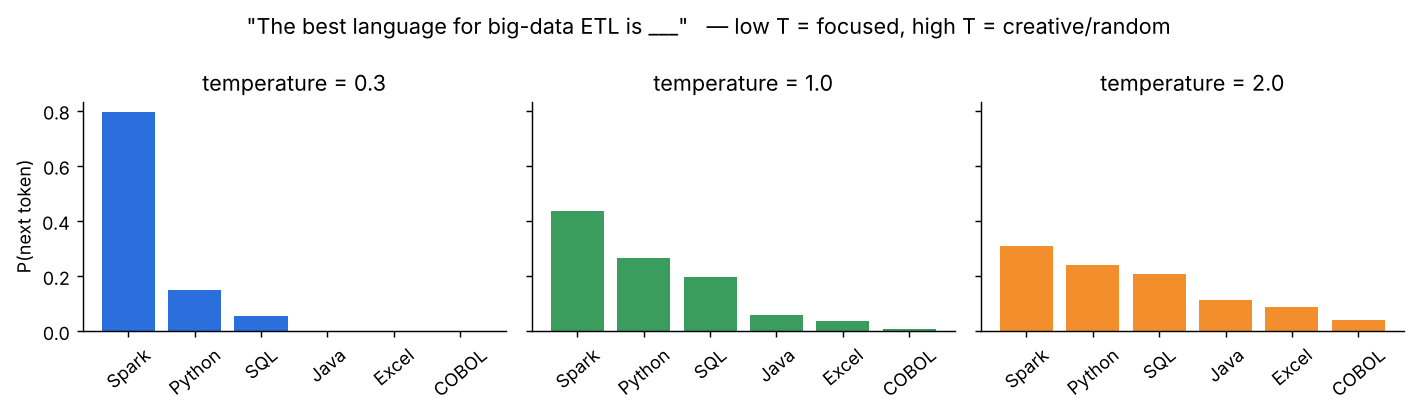 "The best language for big-data ETL is ___"   — low T = focused, high T = creative/random
temperature = 0.3
temperature = 1.0
temperature = 2.0
P(next token)
0.8
0.6
0.4
0.2
0.0
Spark Python SQL Java Excel COBOL
Spark Python SQL Java Excel COBOL
Spark Python SQL Java Excel COBOL